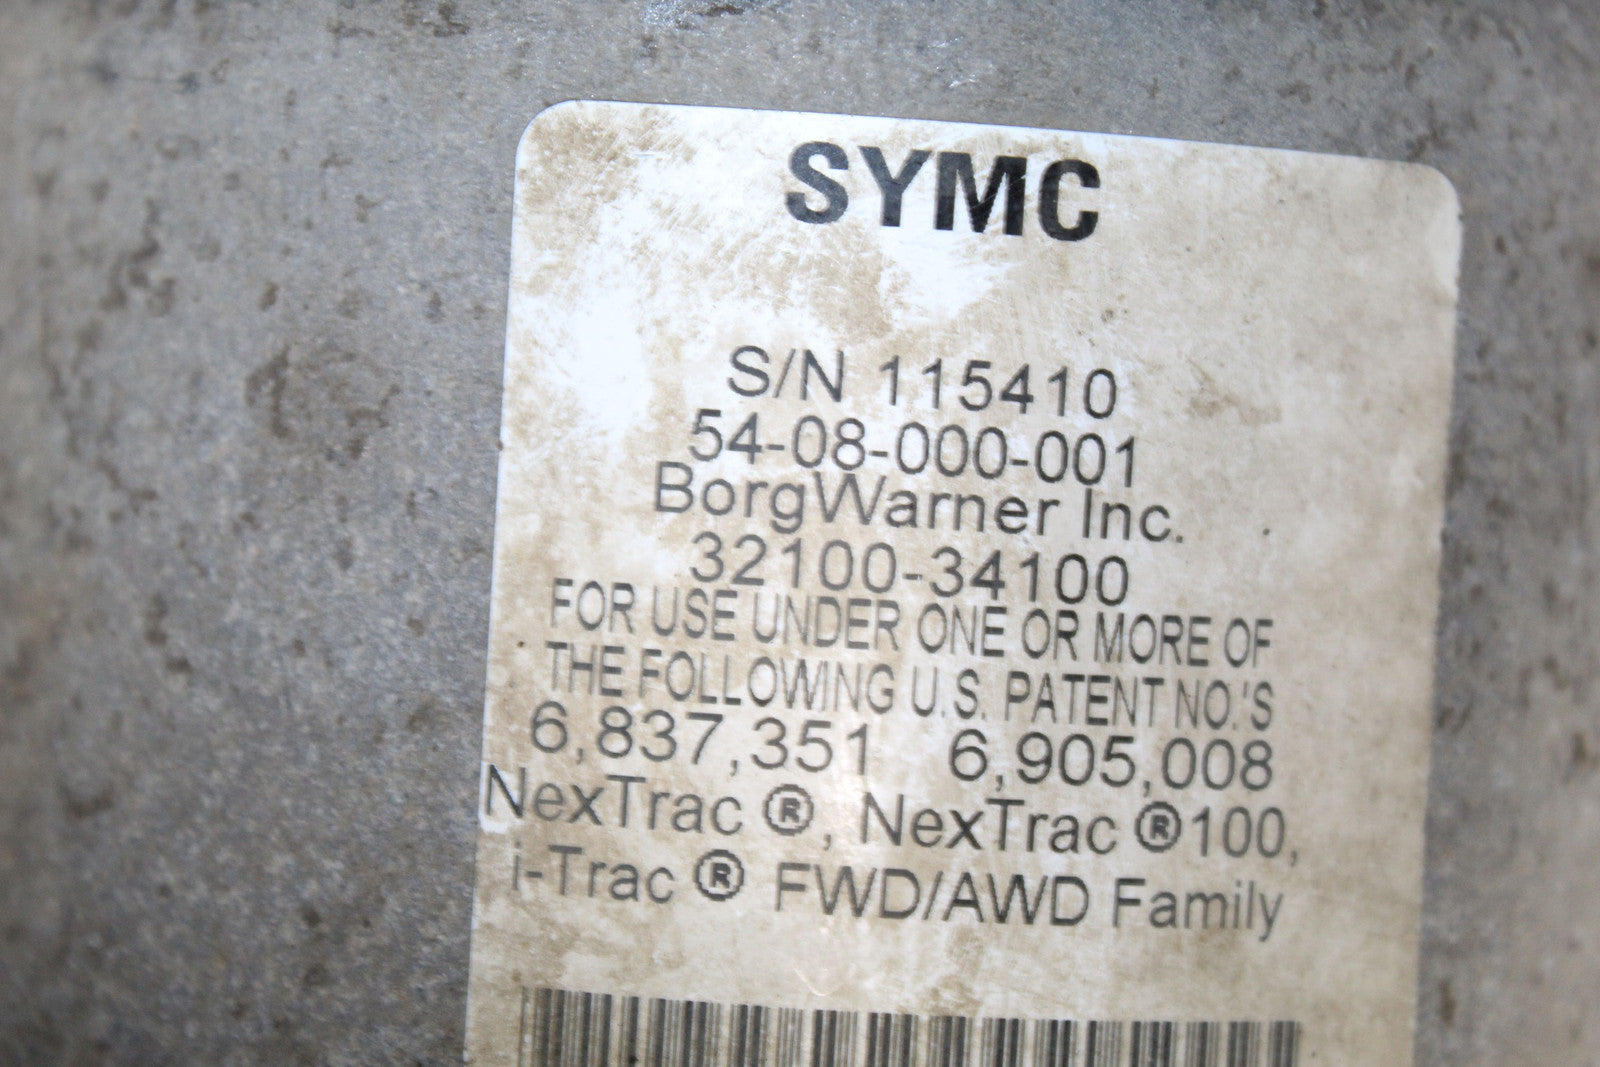 SYMC
S/N 115410
54-08-000-001
BorgWarner Inc.
32100-34100
FOR USE UNDER ONE OR MORE OF
THE FOLLOWING U.S. PATENT NO.'S
6,837,351 6,905,008
NexTrac ®, NexTrac ®100,
i-Trac ® FWD/AWD Family